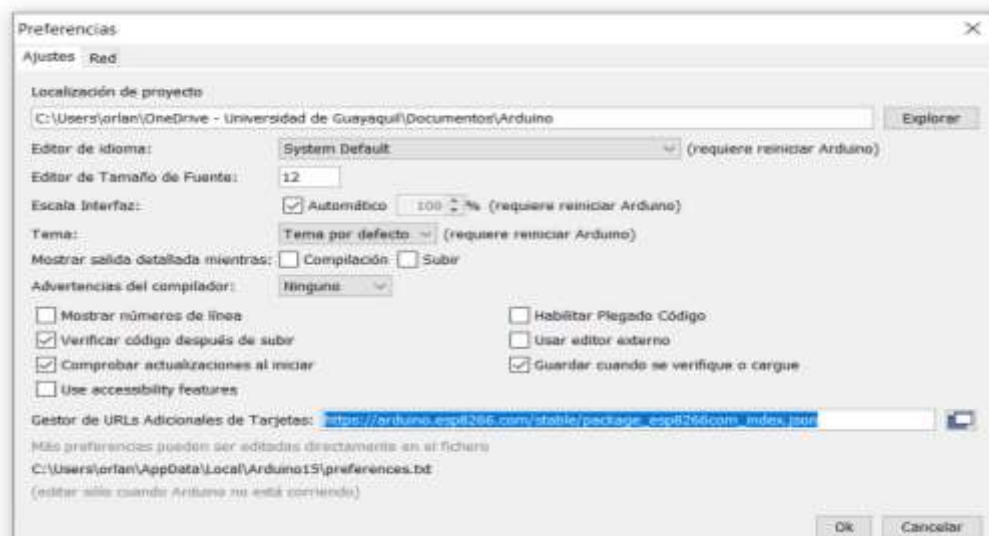 Preferencias
Ajustes Red
Localización de proyecto
C:\Users\orlan\OneDrive - Universidad de Guayaquil\Documentos\Arduino Explorar
Editor de idioma: System Default (requiere reiniciar Arduino)
Editor de Tamaño de Fuente: 12
Escala Interfaz: Automático 100 % (requiere reiniciar Arduino)
Tema: Tema por defecto (requiere reiniciar Arduino)
Mostrar salida detallada mientras: Compilación Subir
Advertencias del compilador: Ninguno
Mostrar números de línea Habilitar Plegado Código
Verificar código después de subir Usar editor externo
Comprobar actualizaciones al iniciar Guardar cuando se verifique o cargue
Use accessibility features
Gestor de URLs Adicionales de Tarjetas: https://arduino.esp8266.com/stable/package_esp8266com_index.json
Más preferencias pueden ser editadas directamente en el fichero
C:\Users\orlan\AppData\Local\Arduino15\preferences.txt
(editar sólo cuando Arduino no está corriendo)
Ok Cancelar